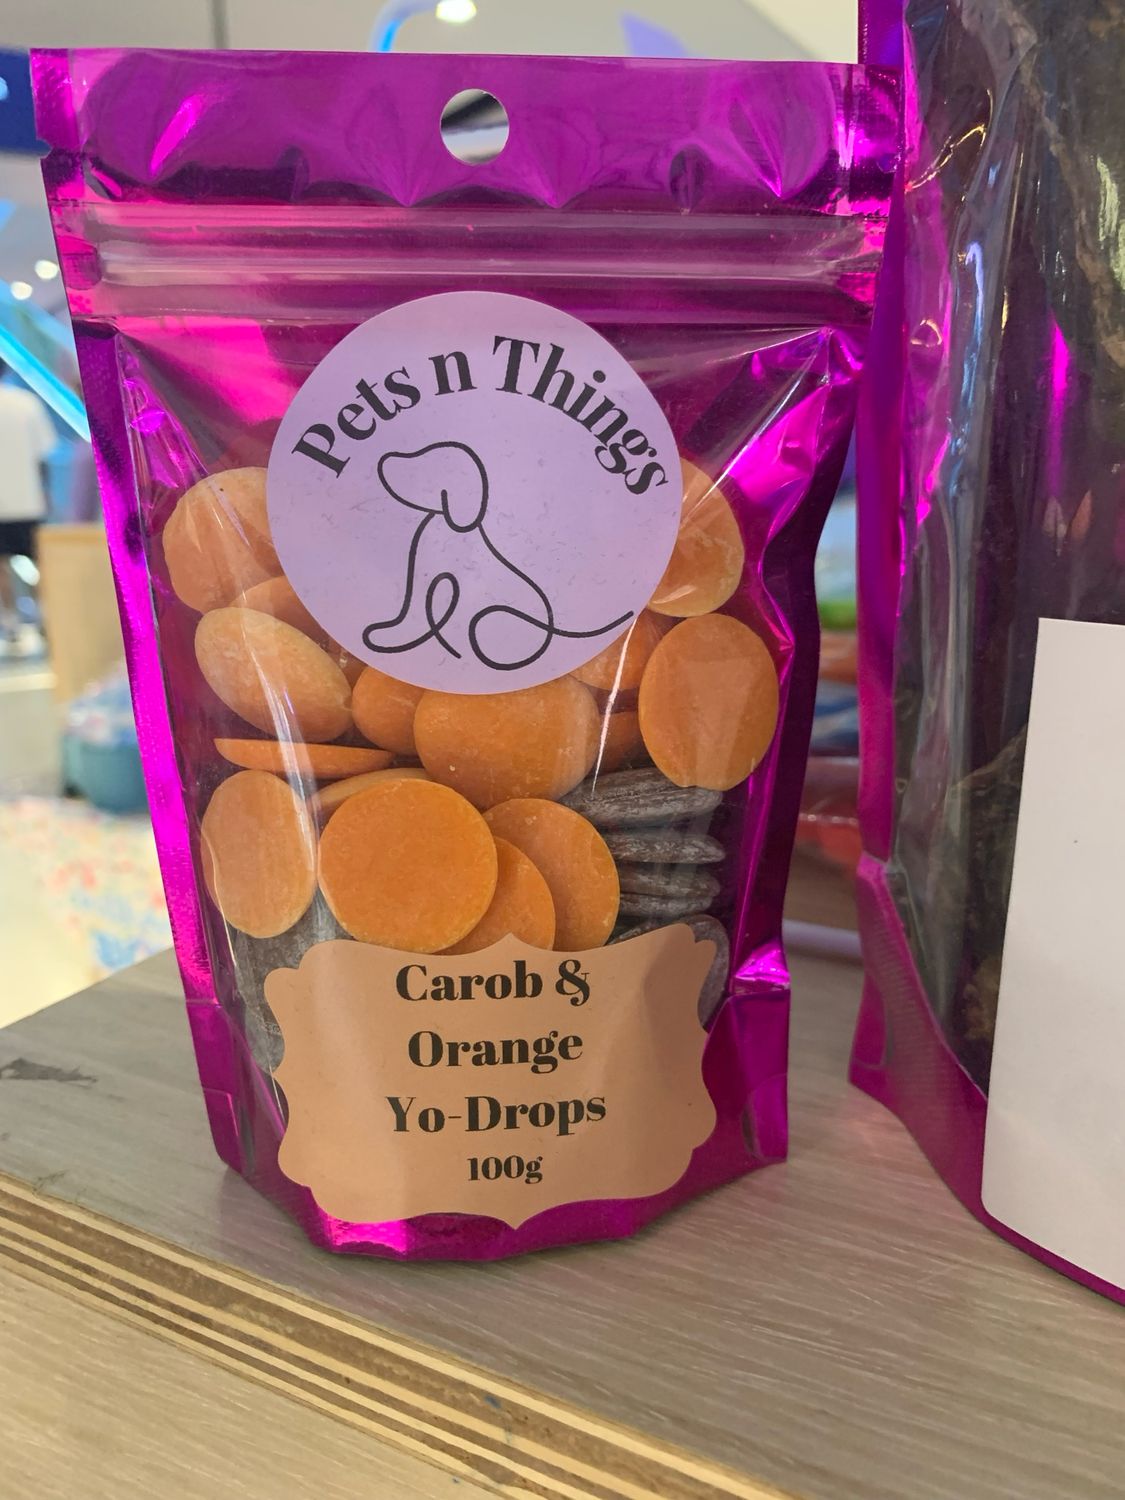 Pets n Things
Carob &
Orange
Yo-Drops
100g